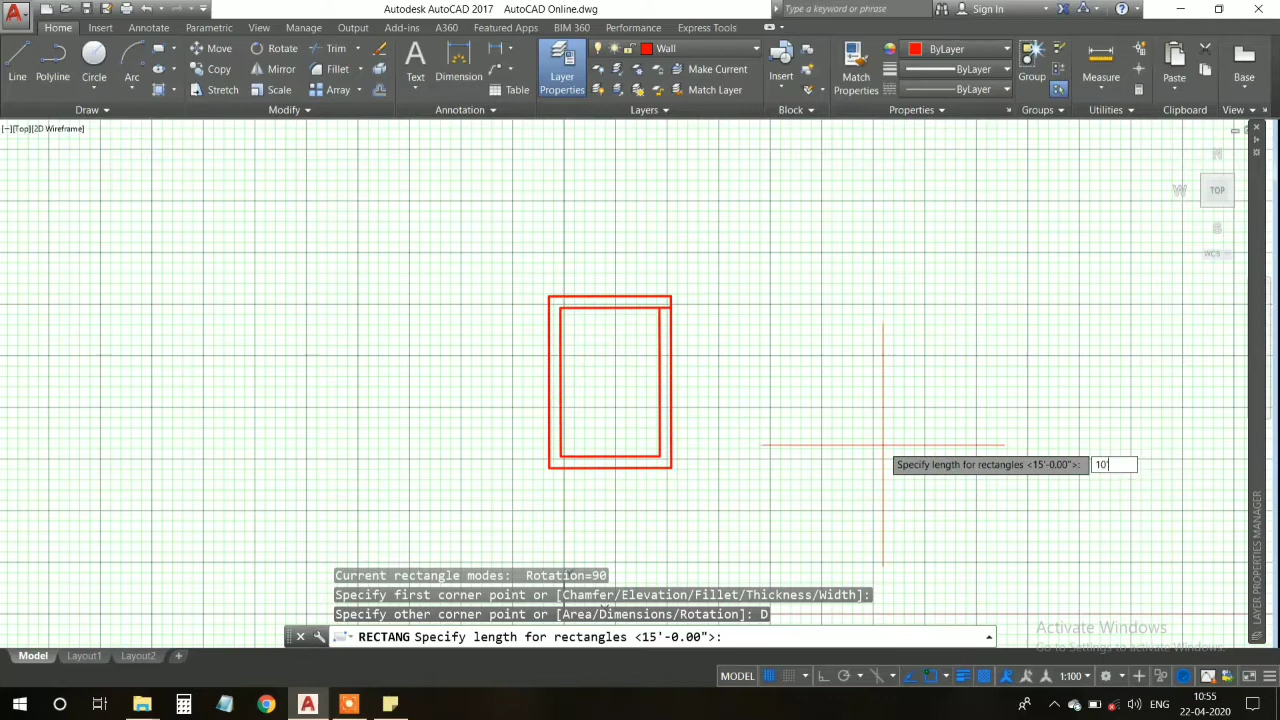 Autodesk AutoCAD 2017 AutoCAD Online.dwg
Type a keyword or phrase
Sign In
Home Insert Annotate Parametric View Manage Output Add-ins A360 Featured Apps BIM 360 Performance Express Tools
Line
Polyline
Circle
Arc
Move
Rotate
Trim
Copy
Mirror
Fillet
Stretch
Scale
Array
Text
Dimension
Table
Layer
Properties
Wall
Make Current
Match Layer
Insert
Match
Properties
ByLayer
ByLayer
ByLayer
Group
Measure
Paste
Base
Draw
Modify
Annotation
Layers
Block
Properties
Groups
Utilities
Clipboard
View
[−][Top][2D Wireframe]
N
W
TOP
S
WCS
Specify length for rectangles <15'-0.00">: 10'
LAYER PROPERTIES MANAGER
Current rectangle modes: Rotation=90
Specify first corner point or [Chamfer/Elevation/Fillet/Thickness/Width]:
Specify other corner point or [Area/Dimensions/Rotation]: D
RECTANG Specify length for rectangles <15'-0.00">:
Activate Windows
Go to Settings to activate Windows.
Model Layout1 Layout2 +
MODEL
1:100
ENG
10:55
22-04-2020